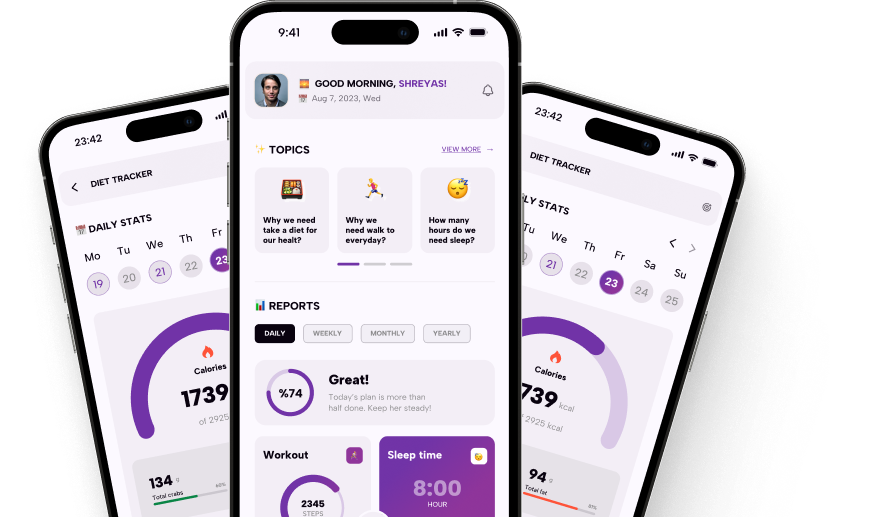 9:41
GOOD MORNING, SHREYAS!
Aug 7, 2023, Wed
TOPICS
VIEW MORE →
Why we need
take a diet for
our healt?
Why we
need walk to
everyday?
How many
hours do we
need sleep?
REPORTS
DAILY
WEEKLY
MONTHLY
YEARLY
%74
Great!
Today's plan is more than
half done. Keep her steady!
Workout
2345
STEPS
Sleep time
8:00
HOUR
23:42
DIET TRACKER
DAILY STATS
Mo Tu We Th Fr
19 20 21 22 23
Calories
1739
of 2925
134 g
Total crabs
60%
23:42
DIET TRACKER
LY STATS
Tu We Th Fr Sa Su
21 22 23 24 25
Calories
739 kcal
2925 kcal
94 g
Total fat